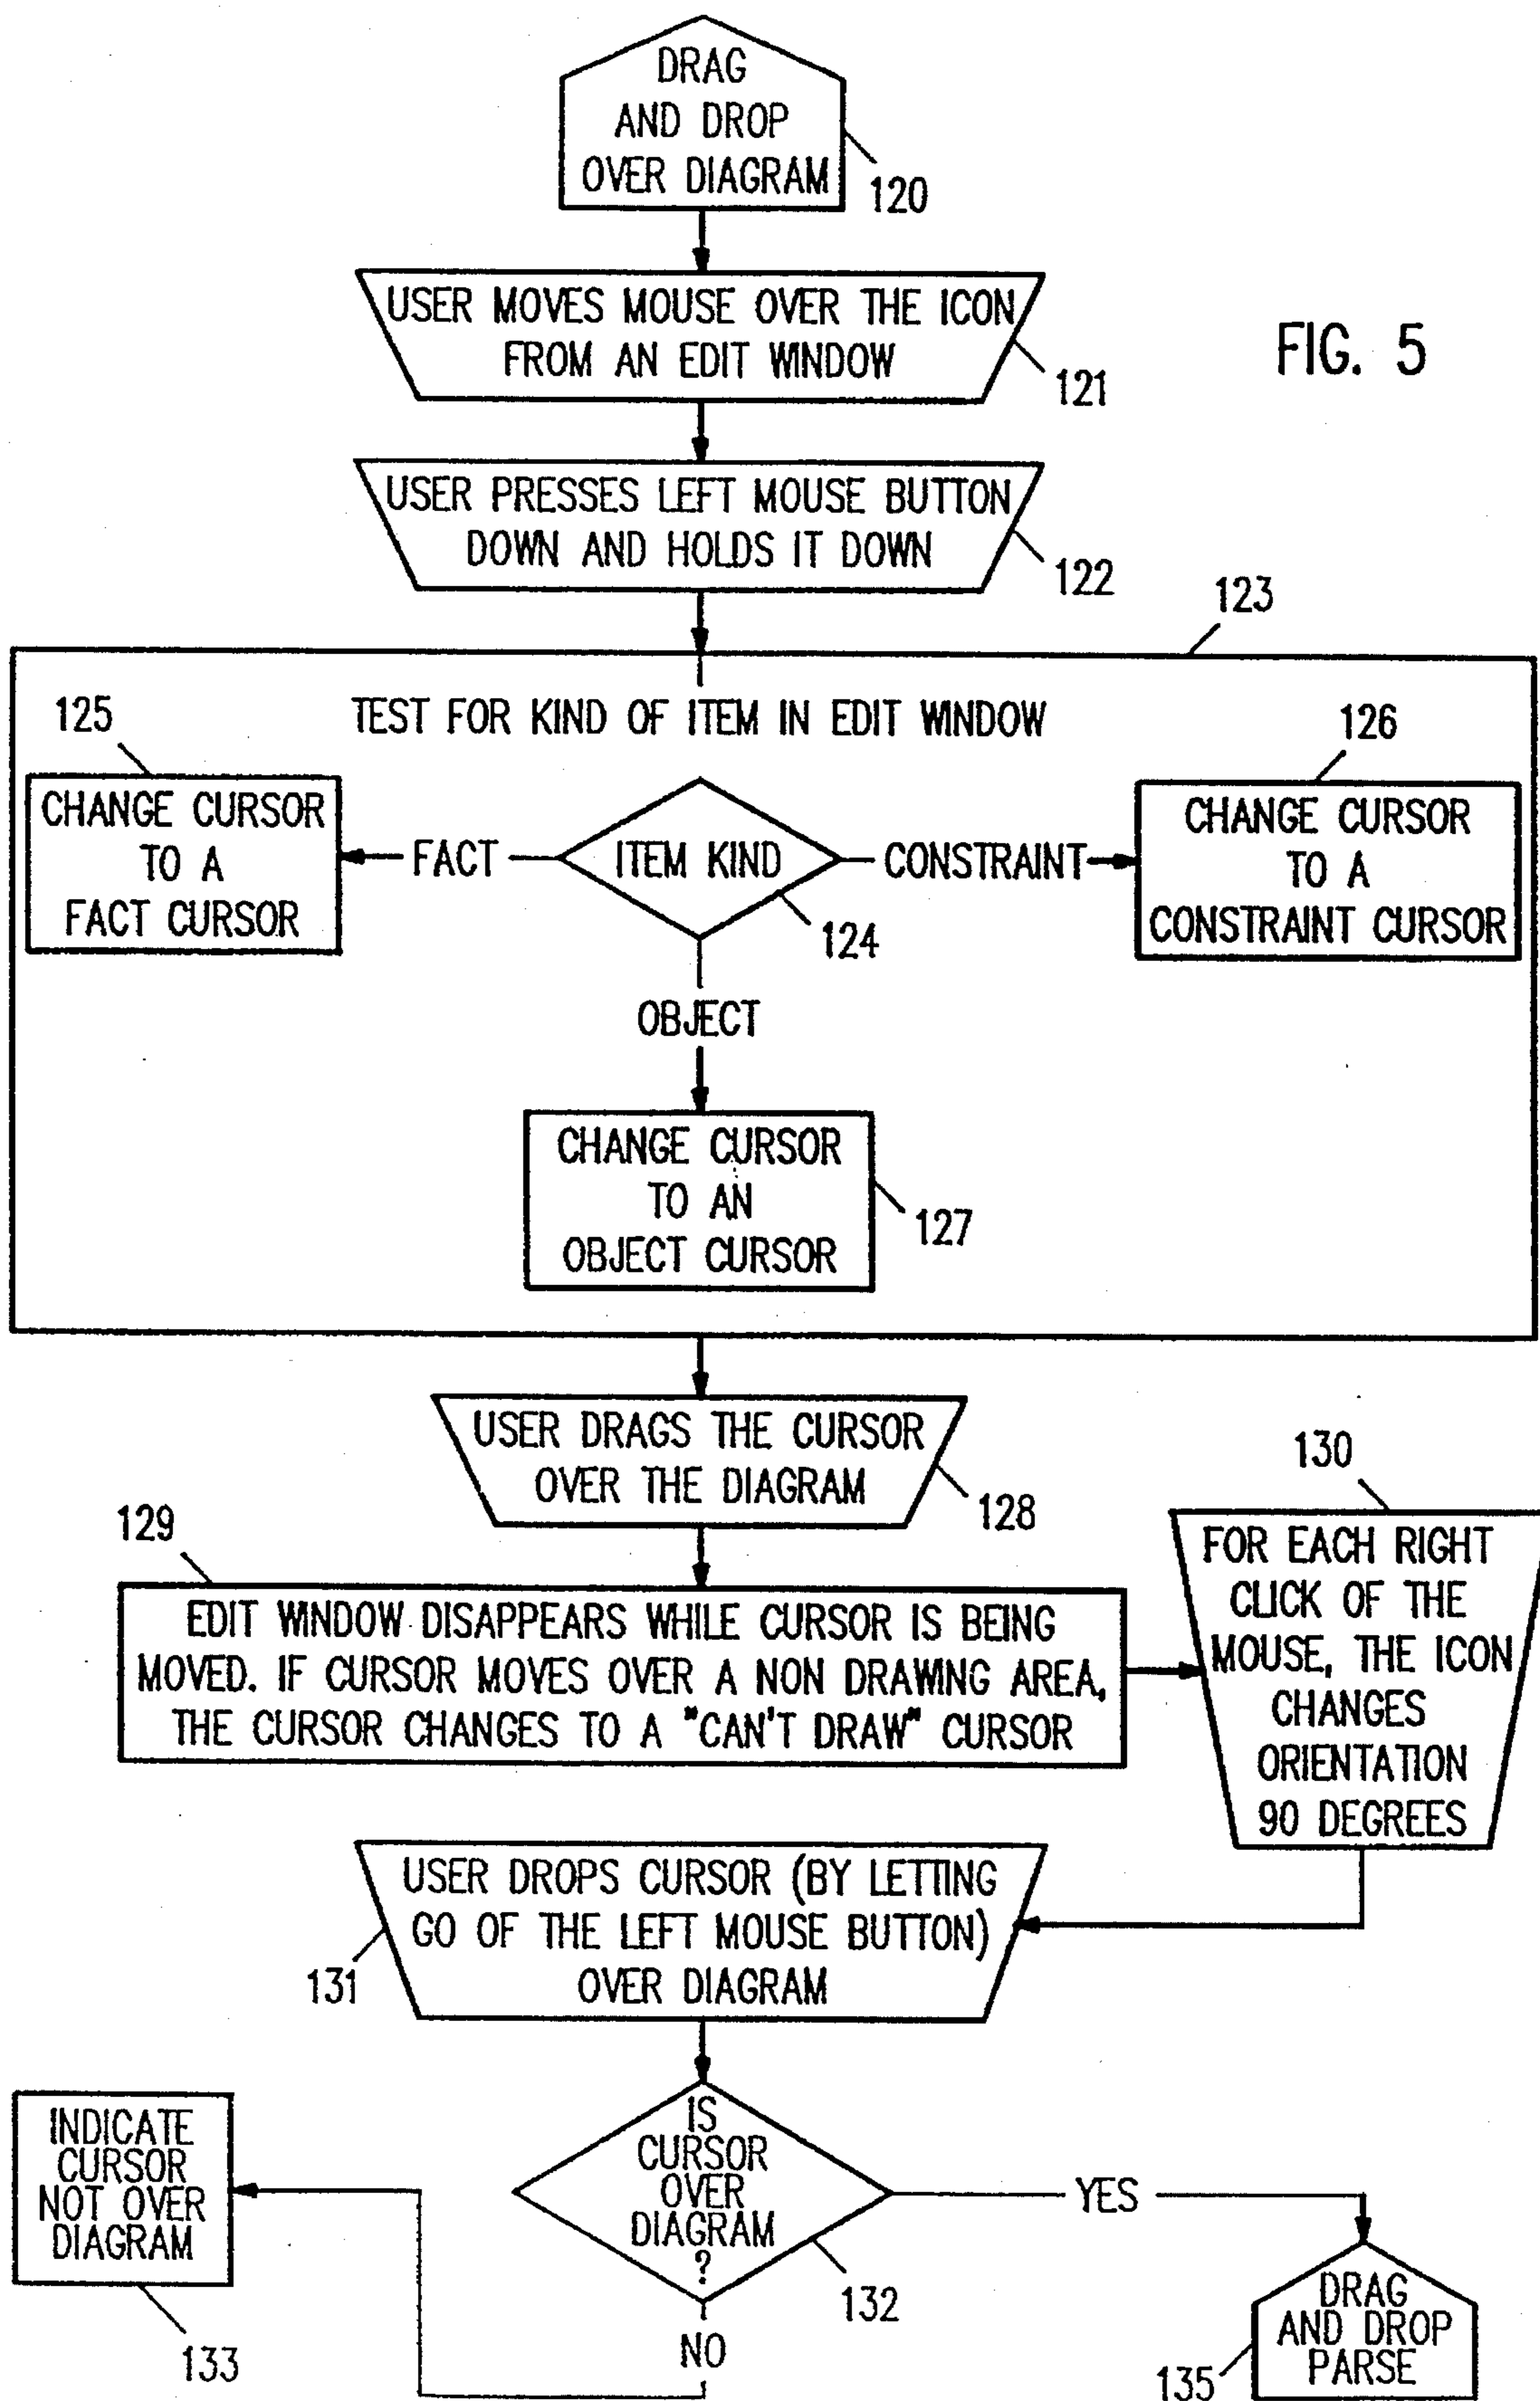 DRAG
AND DROP
OVER DIAGRAM
120
USER MOVES MOUSE OVER THE ICON
FROM AN EDIT WINDOW
121
FIG. 5
USER PRESSES LEFT MOUSE BUTTON
DOWN AND HOLDS IT DOWN
122
123
TEST FOR KIND OF ITEM IN EDIT WINDOW
125
CHANGE CURSOR
TO A
FACT CURSOR
FACT
ITEM KIND
124
CONSTRAINT
126
CHANGE CURSOR
TO A
CONSTRAINT CURSOR
OBJECT
CHANGE CURSOR
TO AN
OBJECT CURSOR
127
USER DRAGS THE CURSOR
OVER THE DIAGRAM
128
129
EDIT WINDOW DISAPPEARS WHILE CURSOR IS BEING
MOVED. IF CURSOR MOVES OVER A NON DRAWING AREA,
THE CURSOR CHANGES TO A "CAN'T DRAW" CURSOR
130
FOR EACH RIGHT
CLICK OF THE
MOUSE, THE ICON
CHANGES
ORIENTATION
90 DEGREES
USER DROPS CURSOR (BY LETTING
GO OF THE LEFT MOUSE BUTTON)
OVER DIAGRAM
131
IS
CURSOR
OVER
DIAGRAM
?
132
NO
INDICATE
CURSOR
NOT OVER
DIAGRAM
133
YES
DRAG
AND DROP
PARSE
135